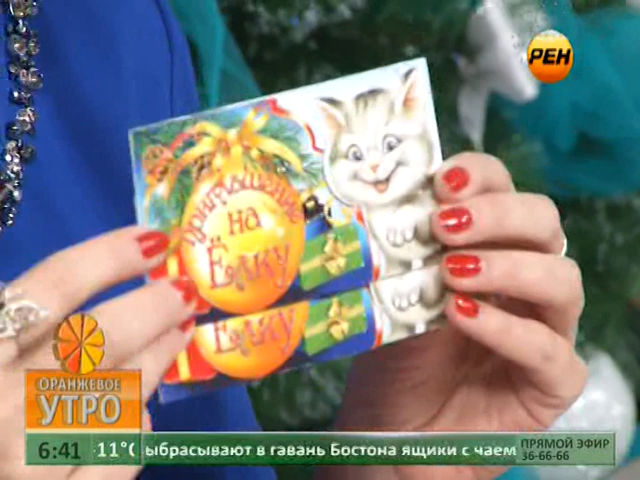 РЕН
приглашение
на
Ёлку
Ёлку
ОРАНЖЕВОЕ
УТРО
6:41 -11°C ыбрасывают в гавань Бостона ящики с чаем
ПРЯМОЙ ЭФИР
36-66-66